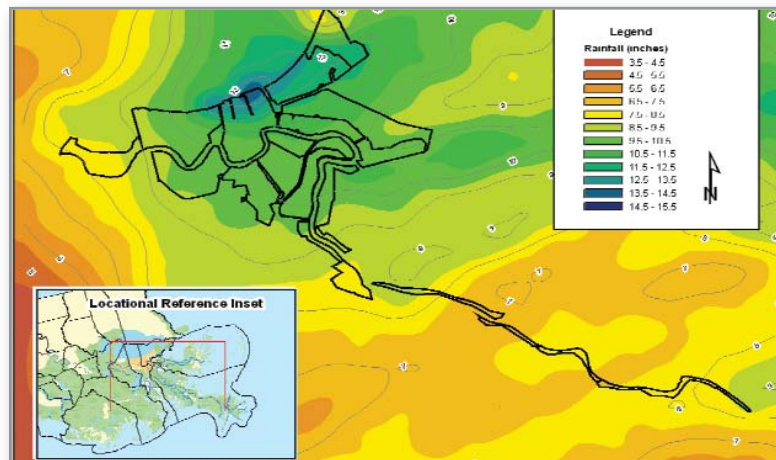 Legend
Rainfall (inches)
3.5 - 4.5
4.5 - 5.5
5.5 - 6.5
6.5 - 7.5
7.5 - 8.5
8.5 - 9.5
9.5 - 10.5
10.5 - 11.5
11.5 - 12.5
12.5 - 13.5
13.5 - 14.5
14.5 - 15.5
N
Locational Reference Inset